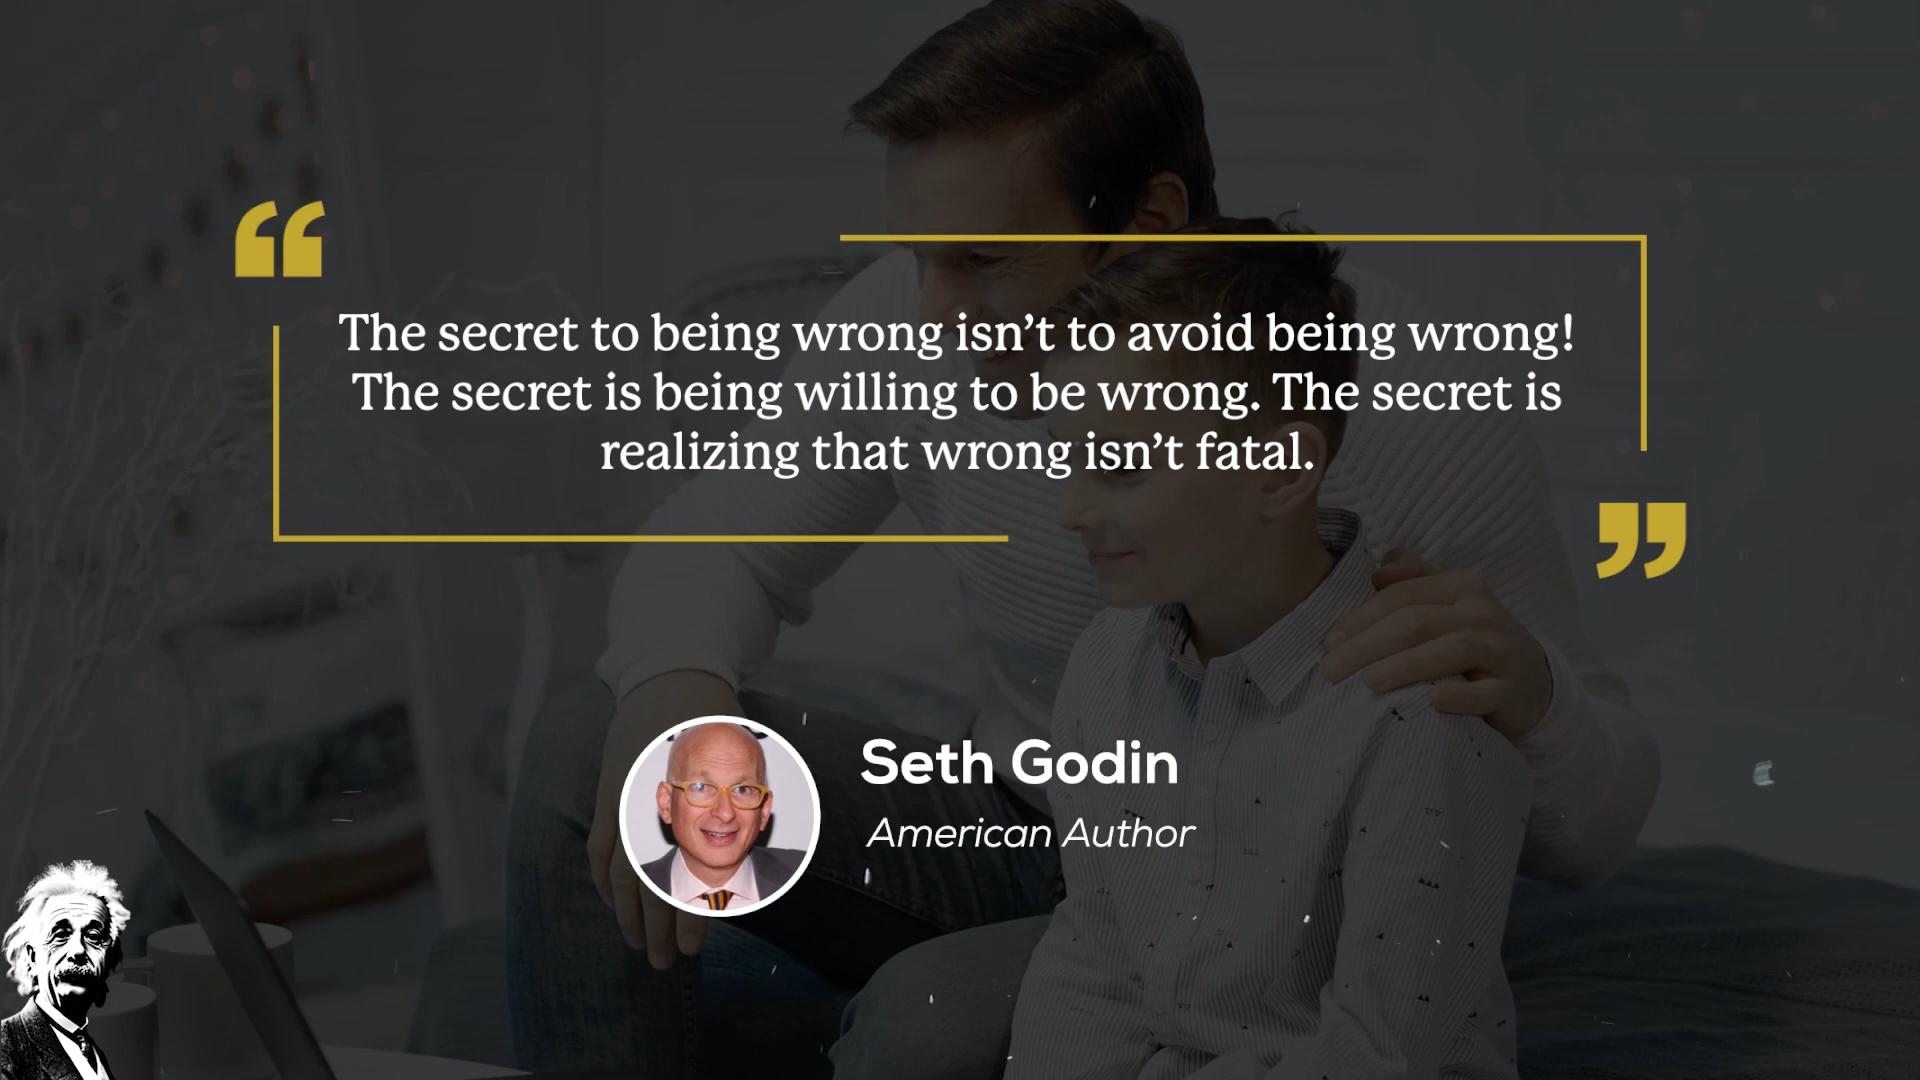 “
The secret to being wrong isn’t to avoid being wrong!
The secret is being willing to be wrong. The secret is
realizing that wrong isn’t fatal.
”
Seth Godin
American Author